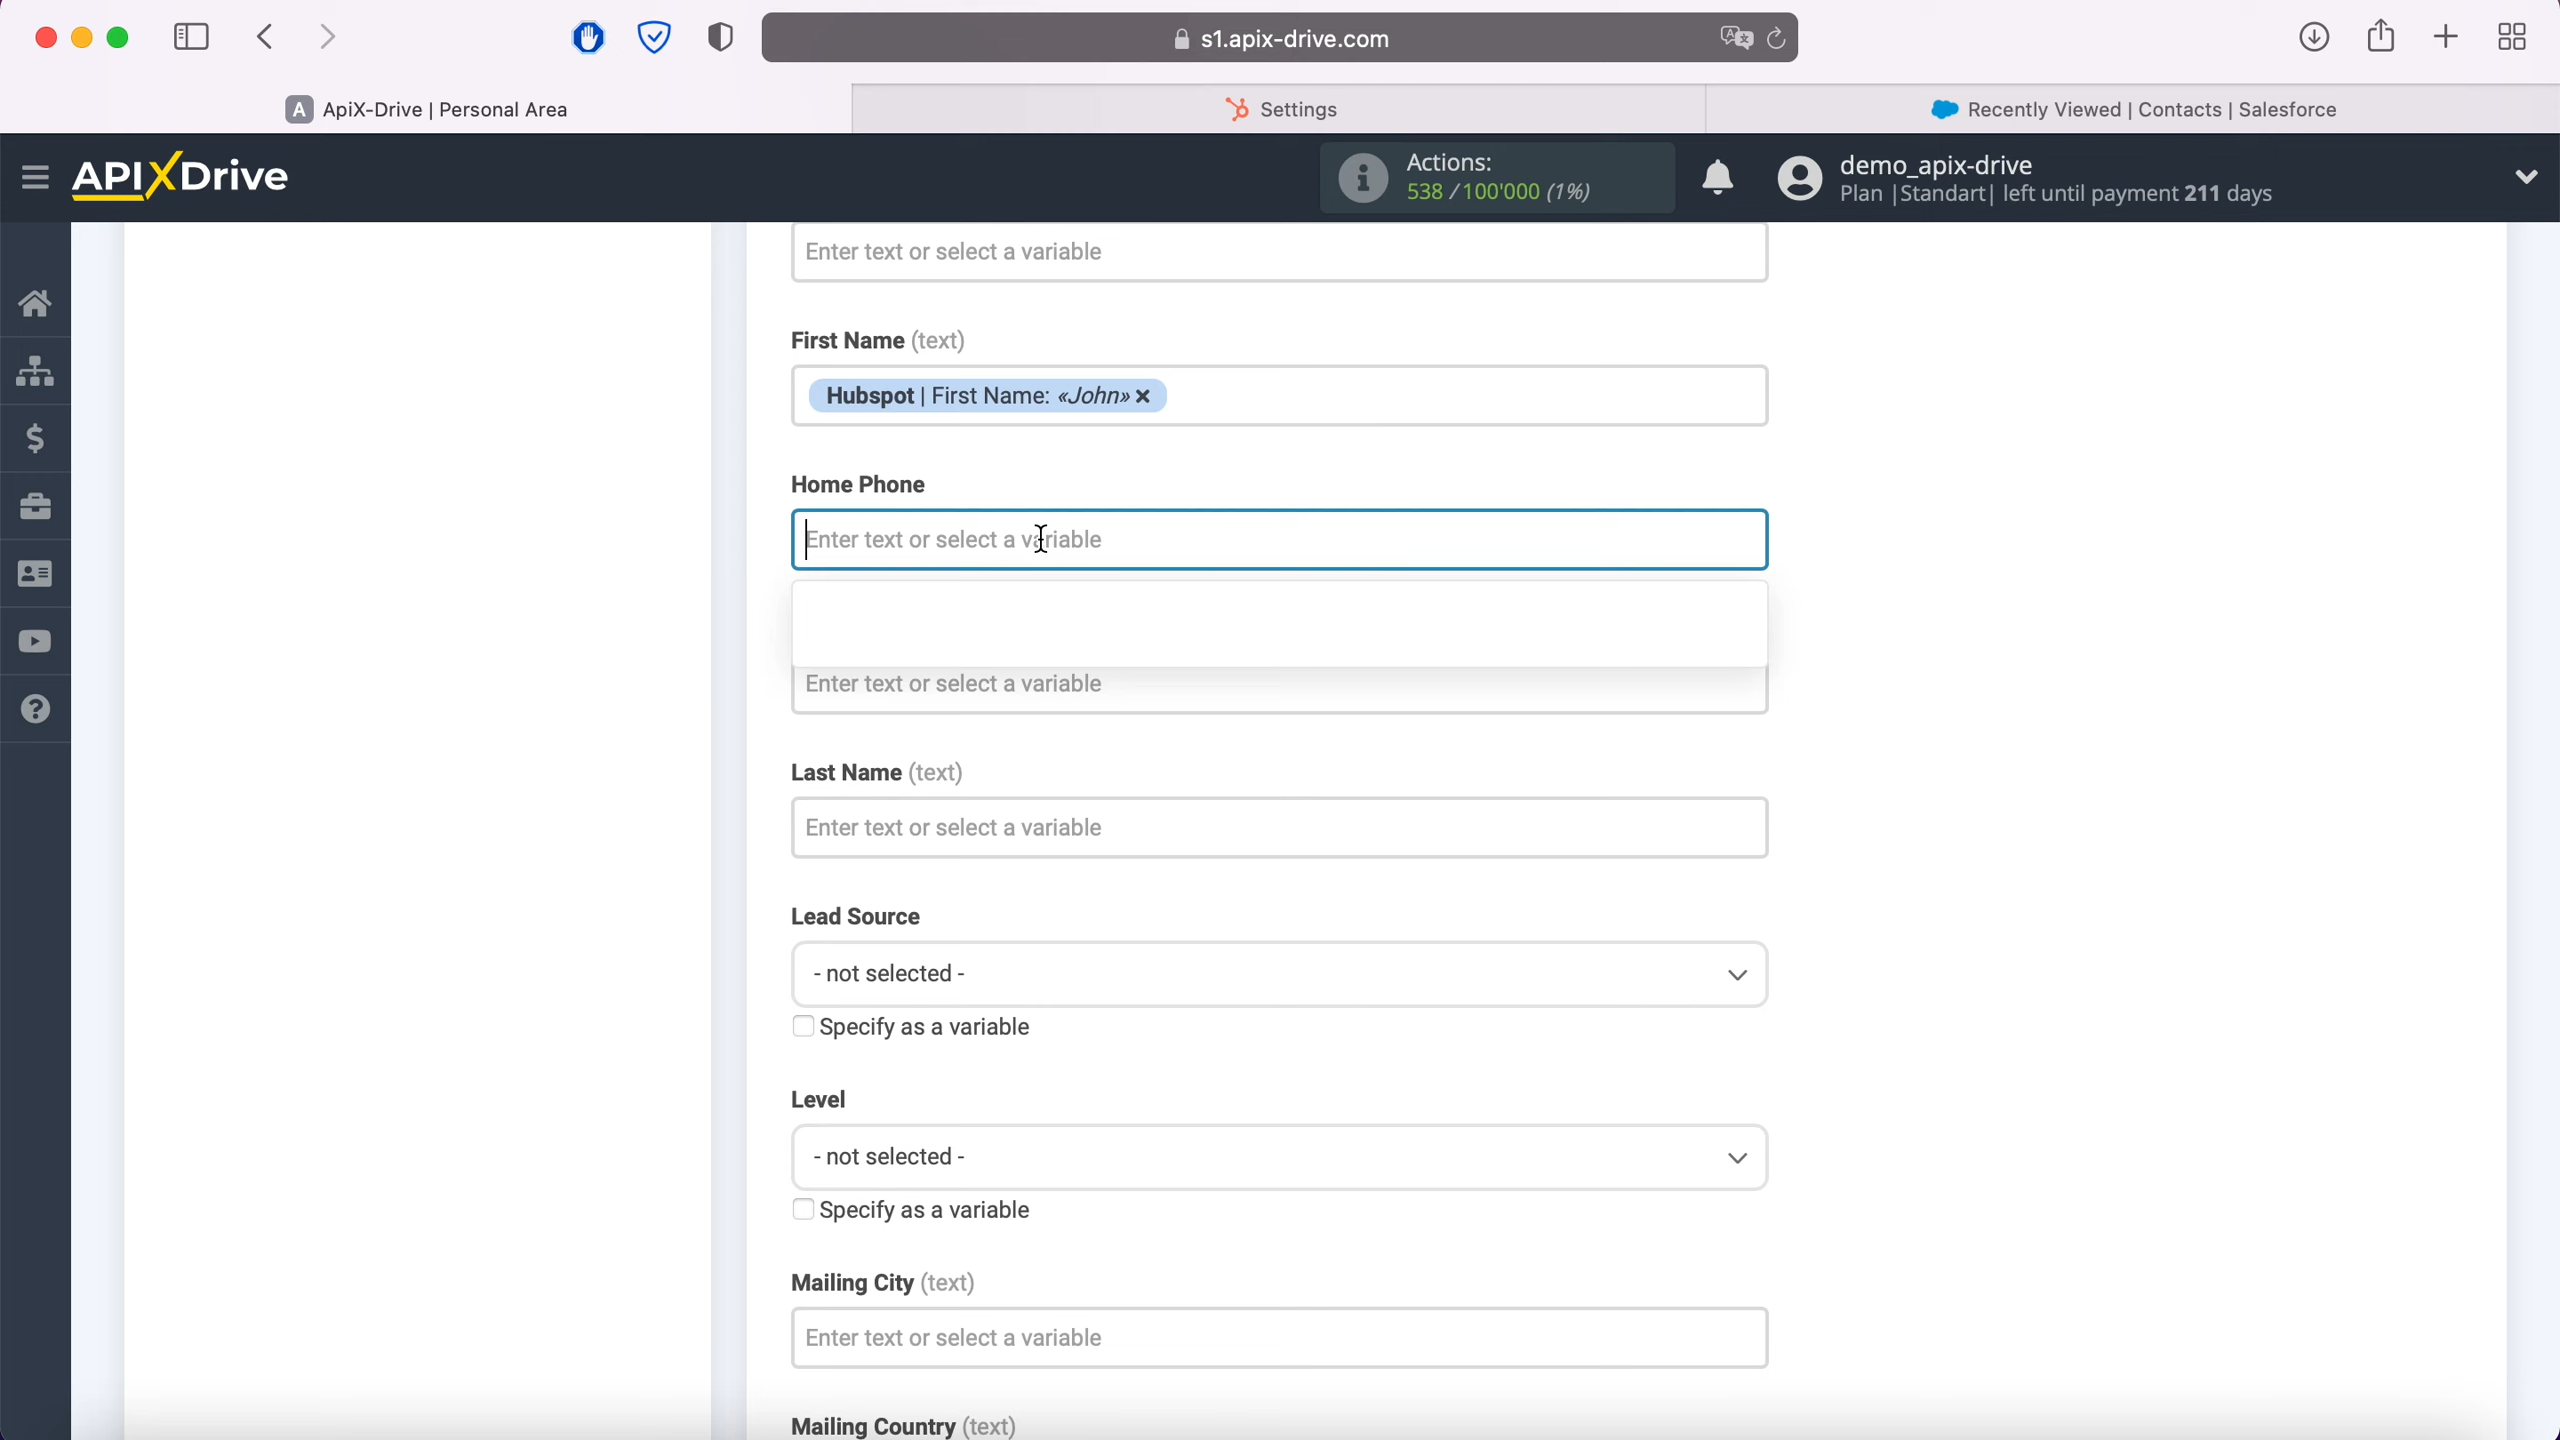 s1.apix-drive.com
A ApiX-Drive | Personal Area
Settings
Recently Viewed | Contacts | Salesforce
APIXDrive
Actions:
538 /100'000 (1%)
demo_apix-drive
Plan |Standart| left until payment 211 days
Enter text or select a variable
First Name (text)
Hubspot | First Name: «John» ×
Home Phone
Enter text or select a variable
Enter text or select a variable
Last Name (text)
Enter text or select a variable
Lead Source
- not selected -
Specify as a variable
Level
- not selected -
Specify as a variable
Mailing City (text)
Enter text or select a variable
Mailing Country (text)